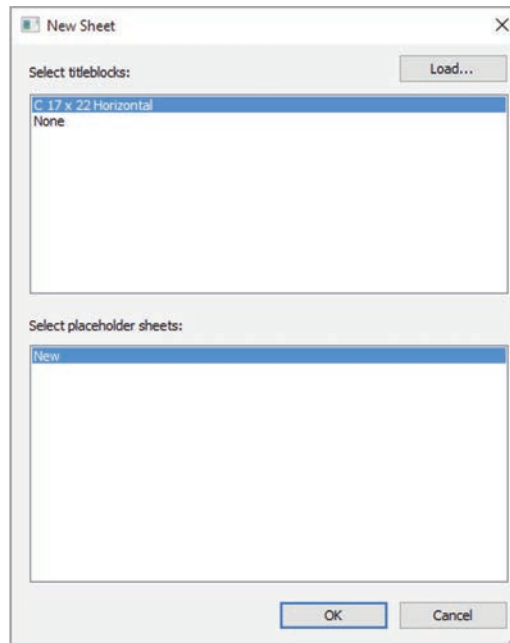 New Sheet
Select titleblocks:
Load...
C 17 x 22 Horizontal
None
Select placeholder sheets:
New
OK
Cancel